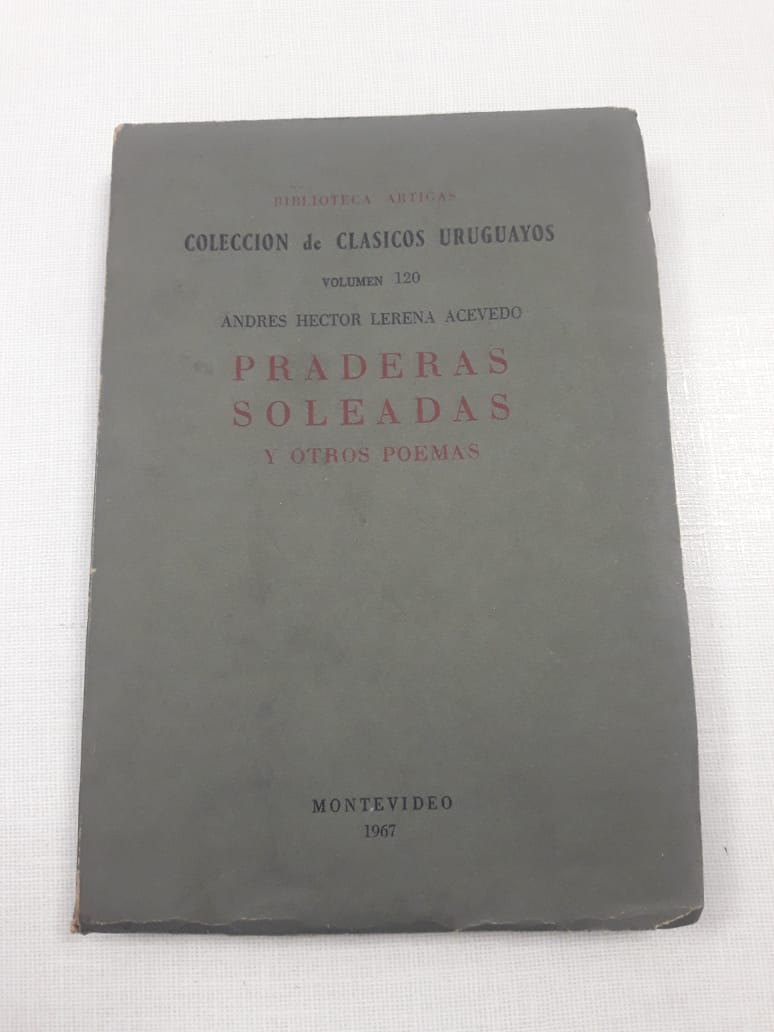 BIBLIOTECA ARTIGAS
COLECCION de CLASICOS URUGUAYOS
VOLUMEN 120
ANDRES HECTOR LERENA ACEVEDO
PRADERAS
SOLEADAS
Y OTROS POEMAS
MONTEVIDEO
1967